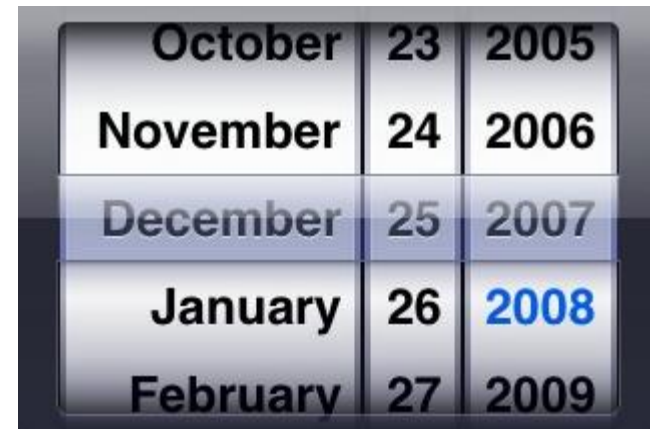 October 23 2005
November 24 2006
December 25 2007
January 26 2008
February 27 2009